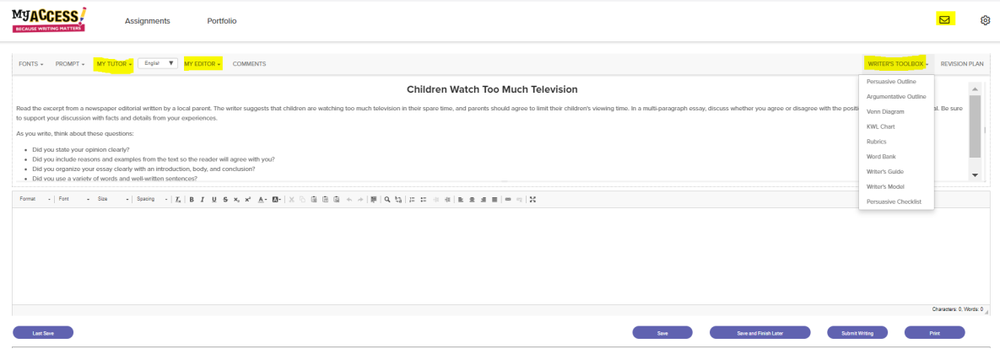 MY ACCESS!
BECAUSE WRITING MATTERS
Assignments Portfolio
FONTS PROMPT MY TUTOR English MY EDITOR COMMENTS WRITER'S TOOLBOX REVISION PLAN
Children Watch Too Much Television
Read the excerpt from a newspaper editorial written by a local parent. The writer suggests that children are watching too much television in their spare time, and parents should agree to limit their children's viewing time. In a multi-paragraph essay, discuss whether you agree or disagree with the al. Be sure
to support your discussion with facts and details from your experiences.
As you write, think about these questions:
Did you state your opinion clearly?
Did you include reasons and examples from the text so the reader will agree with you?
Did you organize your essay clearly with an introduction, body, and conclusion?
Did you use a variety of words and well-written sentences?
Persuasive Outline
Argumentative Outline
Venn Diagram
KWL Chart
Rubrics
Word Bank
Writer's Guide
Writer's Model
Persuasive Checklist
Format Font Size Spacing
Characters: 0, Words: 0
Last Save Save Save and Finish Later Submit Writing Print